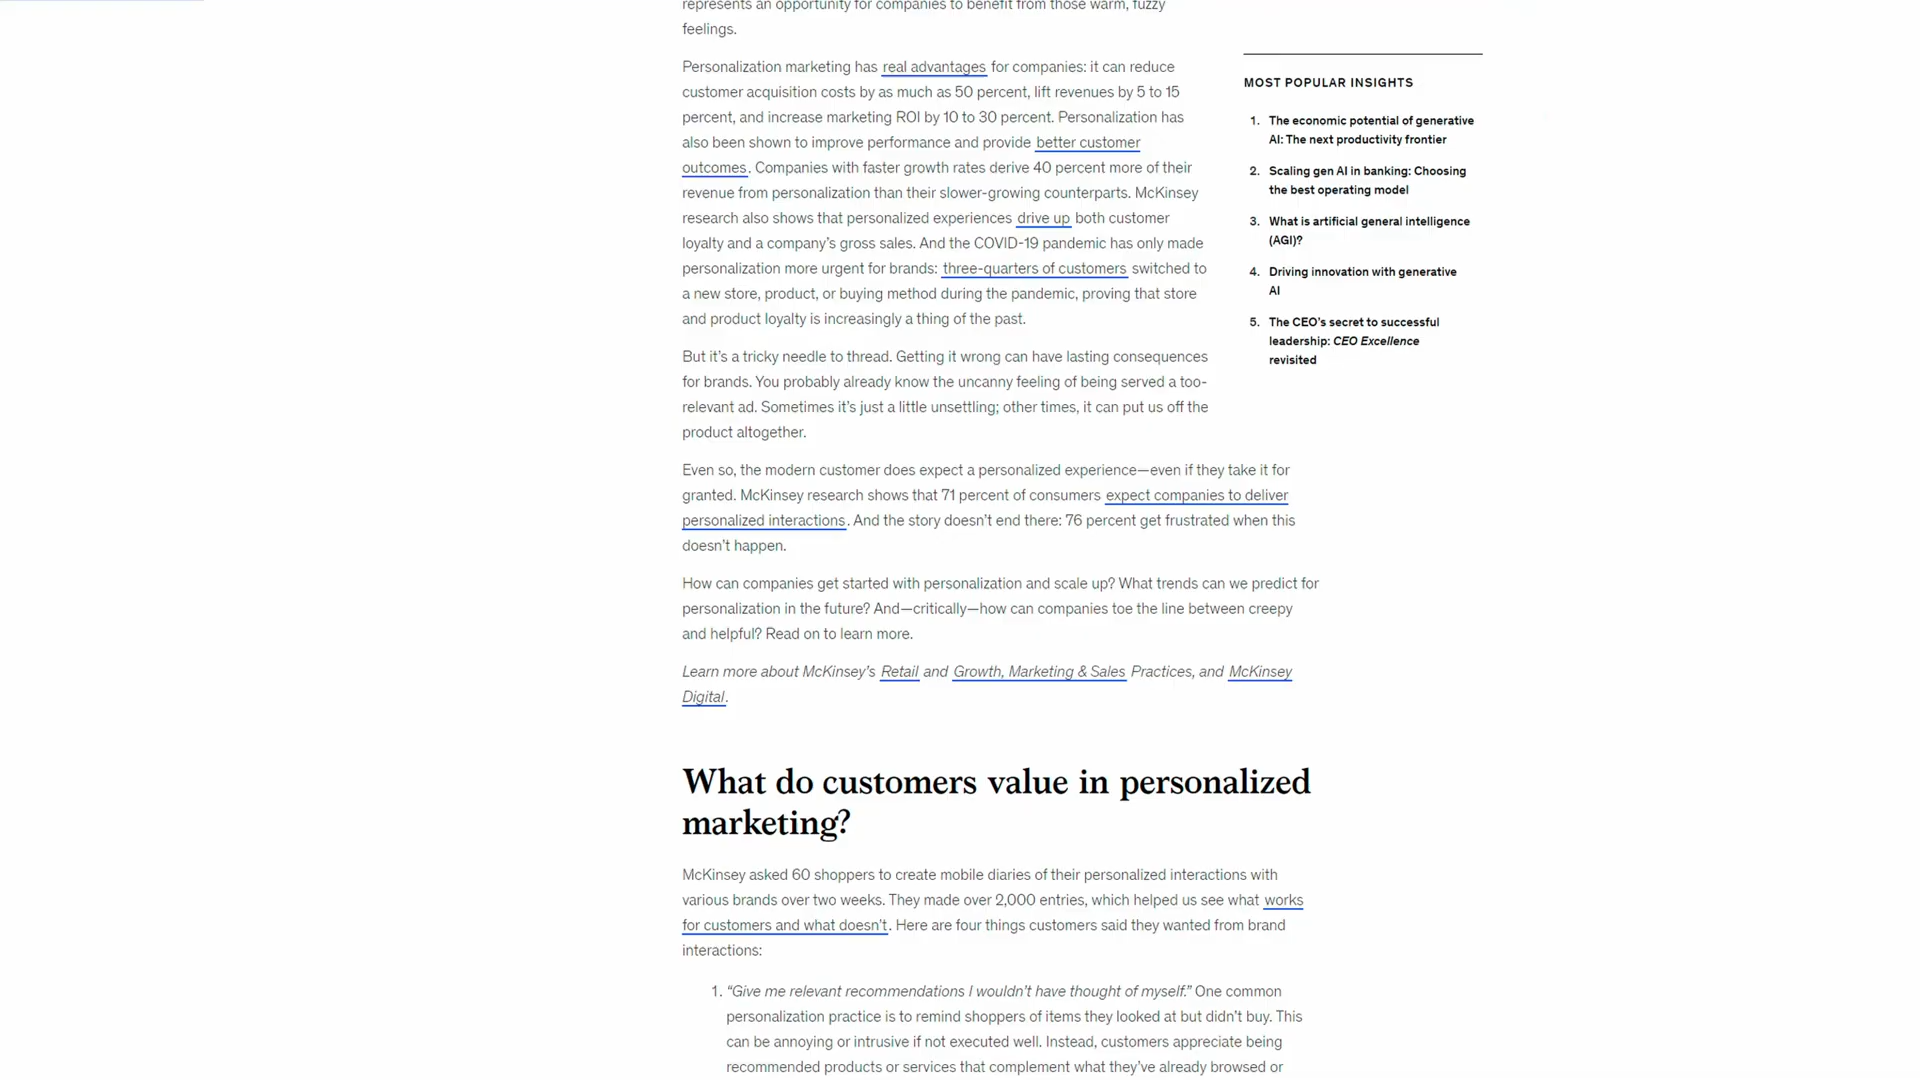 represents an opportunity for companies to benefit from those warm, fuzzy
feelings.
Personalization marketing has real advantages for companies: it can reduce
customer acquisition costs by as much as 50 percent, lift revenues by 5 to 15
percent, and increase marketing ROI by 10 to 30 percent. Personalization has
also been shown to improve performance and provide better customer
outcomes. Companies with faster growth rates derive 40 percent more of their
revenue from personalization than their slower-growing counterparts. McKinsey
research also shows that personalized experiences drive up both customer
loyalty and a company’s gross sales. And the COVID-19 pandemic has only made
personalization more urgent for brands: three-quarters of customers switched to
a new store, product, or buying method during the pandemic, proving that store
and product loyalty is increasingly a thing of the past.
But it’s a tricky needle to thread. Getting it wrong can have lasting consequences
for brands. You probably already know the uncanny feeling of being served a too-
relevant ad. Sometimes it’s just a little unsettling; other times, it can put us off the
product altogether.
Even so, the modern customer does expect a personalized experience—even if they take it for
granted. McKinsey research shows that 71 percent of consumers expect companies to deliver
personalized interactions. And the story doesn’t end there: 76 percent get frustrated when this
doesn’t happen.
How can companies get started with personalization and scale up? What trends can we predict for
personalization in the future? And—critically—how can companies toe the line between creepy
and helpful? Read on to learn more.
Learn more about McKinsey’s Retail and Growth, Marketing & Sales Practices, and McKinsey
Digital.
What do customers value in personalized
marketing?
McKinsey asked 60 shoppers to create mobile diaries of their personalized interactions with
various brands over two weeks. They made over 2,000 entries, which helped us see what works
for customers and what doesn’t. Here are four things customers said they wanted from brand
interactions:
1. “Give me relevant recommendations I wouldn’t have thought of myself.” One common
personalization practice is to remind shoppers of items they looked at but didn’t buy. This
can be annoying or intrusive if not executed well. Instead, customers appreciate being
recommended products or services that complement what they’ve already browsed or
MOST POPULAR INSIGHTS
1. The economic potential of generative
AI: The next productivity frontier
2. Scaling gen AI in banking: Choosing
the best operating model
3. What is artificial general intelligence
(AGI)?
4. Driving innovation with generative
AI
5. The CEO’s secret to successful
leadership: CEO Excellence
revisited